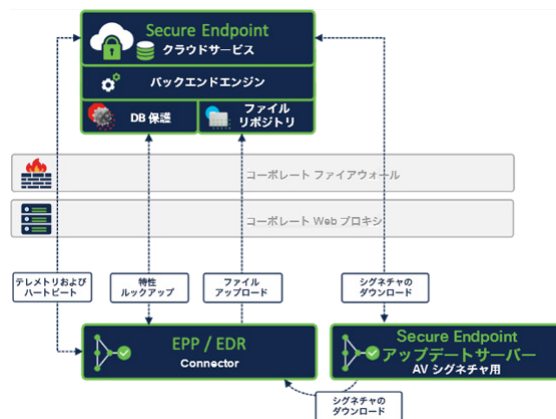 Secure Endpoint
クラウドサービス
バックエンドエンジン
DB 保護
ファイル
リポジトリ
コーポレート ファイアウォール
コーポレート Web プロキシ
テレメトリおよび
ハートビート
特性
ルックアップ
ファイル
アップロード
シグネチャの
ダウンロード
EPP / EDR
Connector
Secure Endpoint
アップデートサーバー
AV シグネチャ用
シグネチャの
ダウンロード